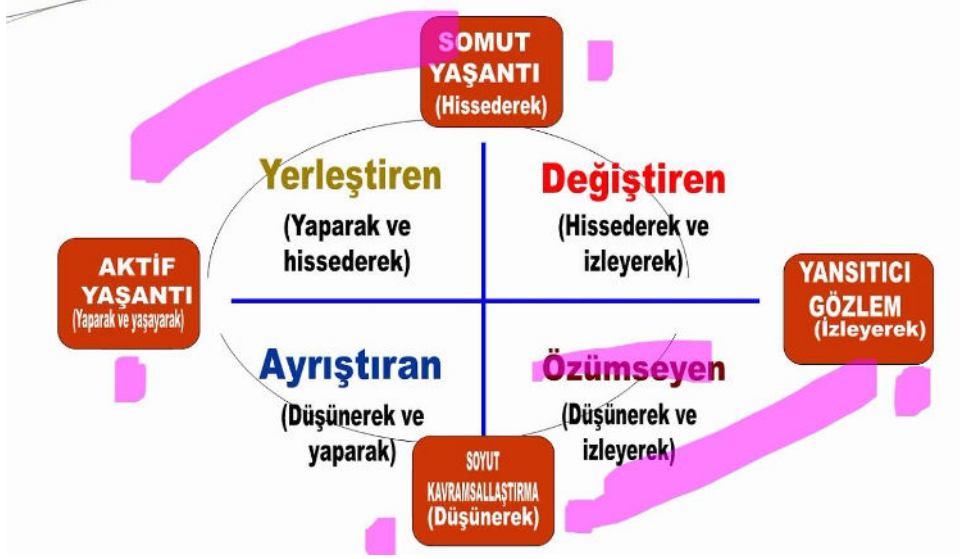 SOMUT
YAŞANTI
(Hissederek)
Yerleştiren
(Yaparak ve
hissederek)
Değiştiren
(Hissederek ve
izleyerek)
AKTİF
YAŞANTI
(Yaparak ve yaşayarak)
YANSITICI
GÖZLEM
(İzleyerek)
Ayrıştıran
(Düşünerek ve
yaparak)
Özümseyen
(Düşünerek ve
izleyerek)
SOYUT
KAVRAMSALLAŞTIRMA
(Düşünerek)